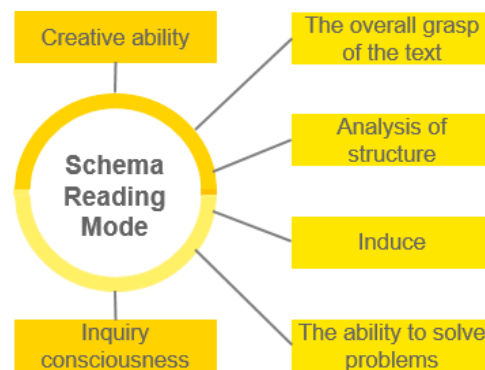 Creative ability
The overall grasp
of the text
Analysis of
structure
Schema
Reading
Mode
Induce
Inquiry
consciousness
The ability to solve
problems